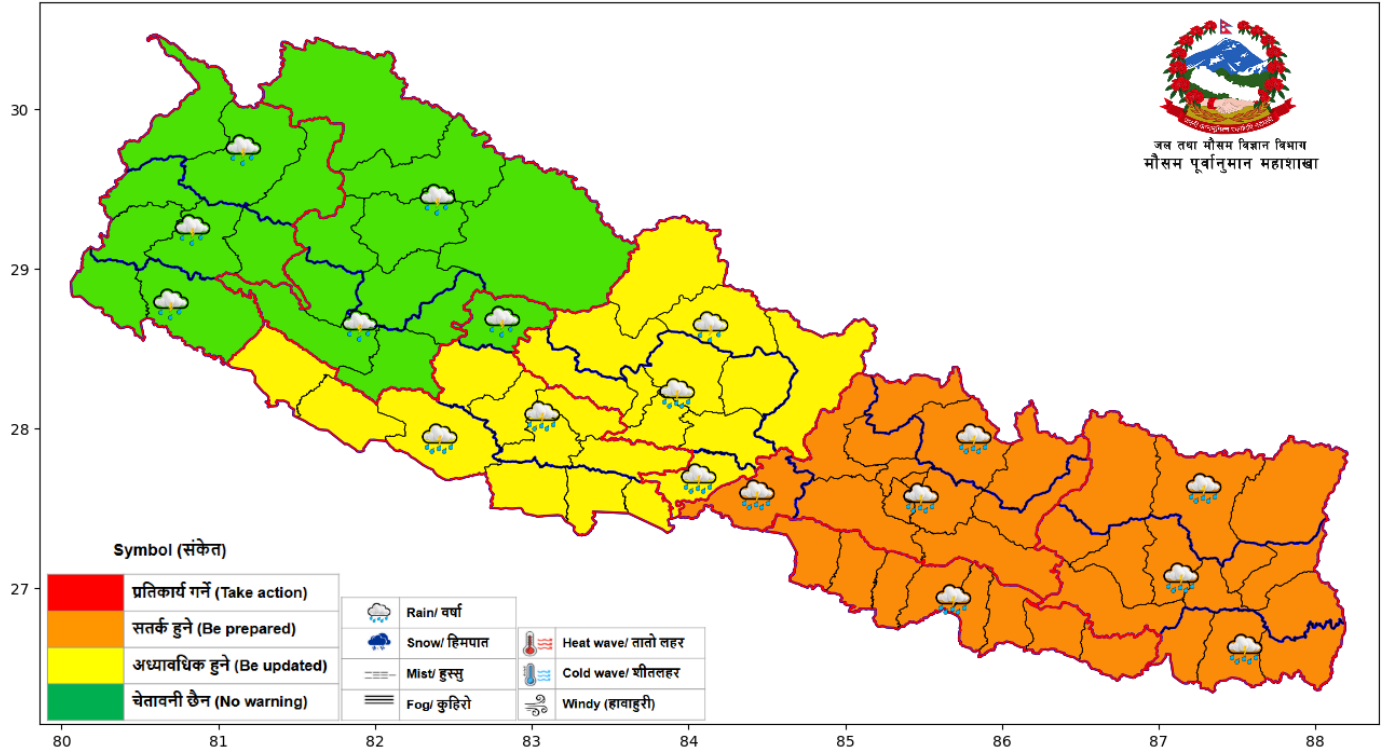 जल तथा मौसम विज्ञान विभाग
मौसम पूर्वानुमान महाशाखा
30
29
28
27
Symbol (संकेत)
प्रतिकार्य गर्ने (Take action)
सतर्क हुने (Be prepared)
अध्यावधिक हुने (Be updated)
चेतावनी छैन (No warning)
Rain/ वर्षा
Snow/ हिमपात
Mist/ हुस्सु
Fog/ कुहिरो
Heat wave/ तातो लहर
Cold wave/ शीतलहर
Windy (हावाहुरी)
80 81 82 83 84 85 86 87 88